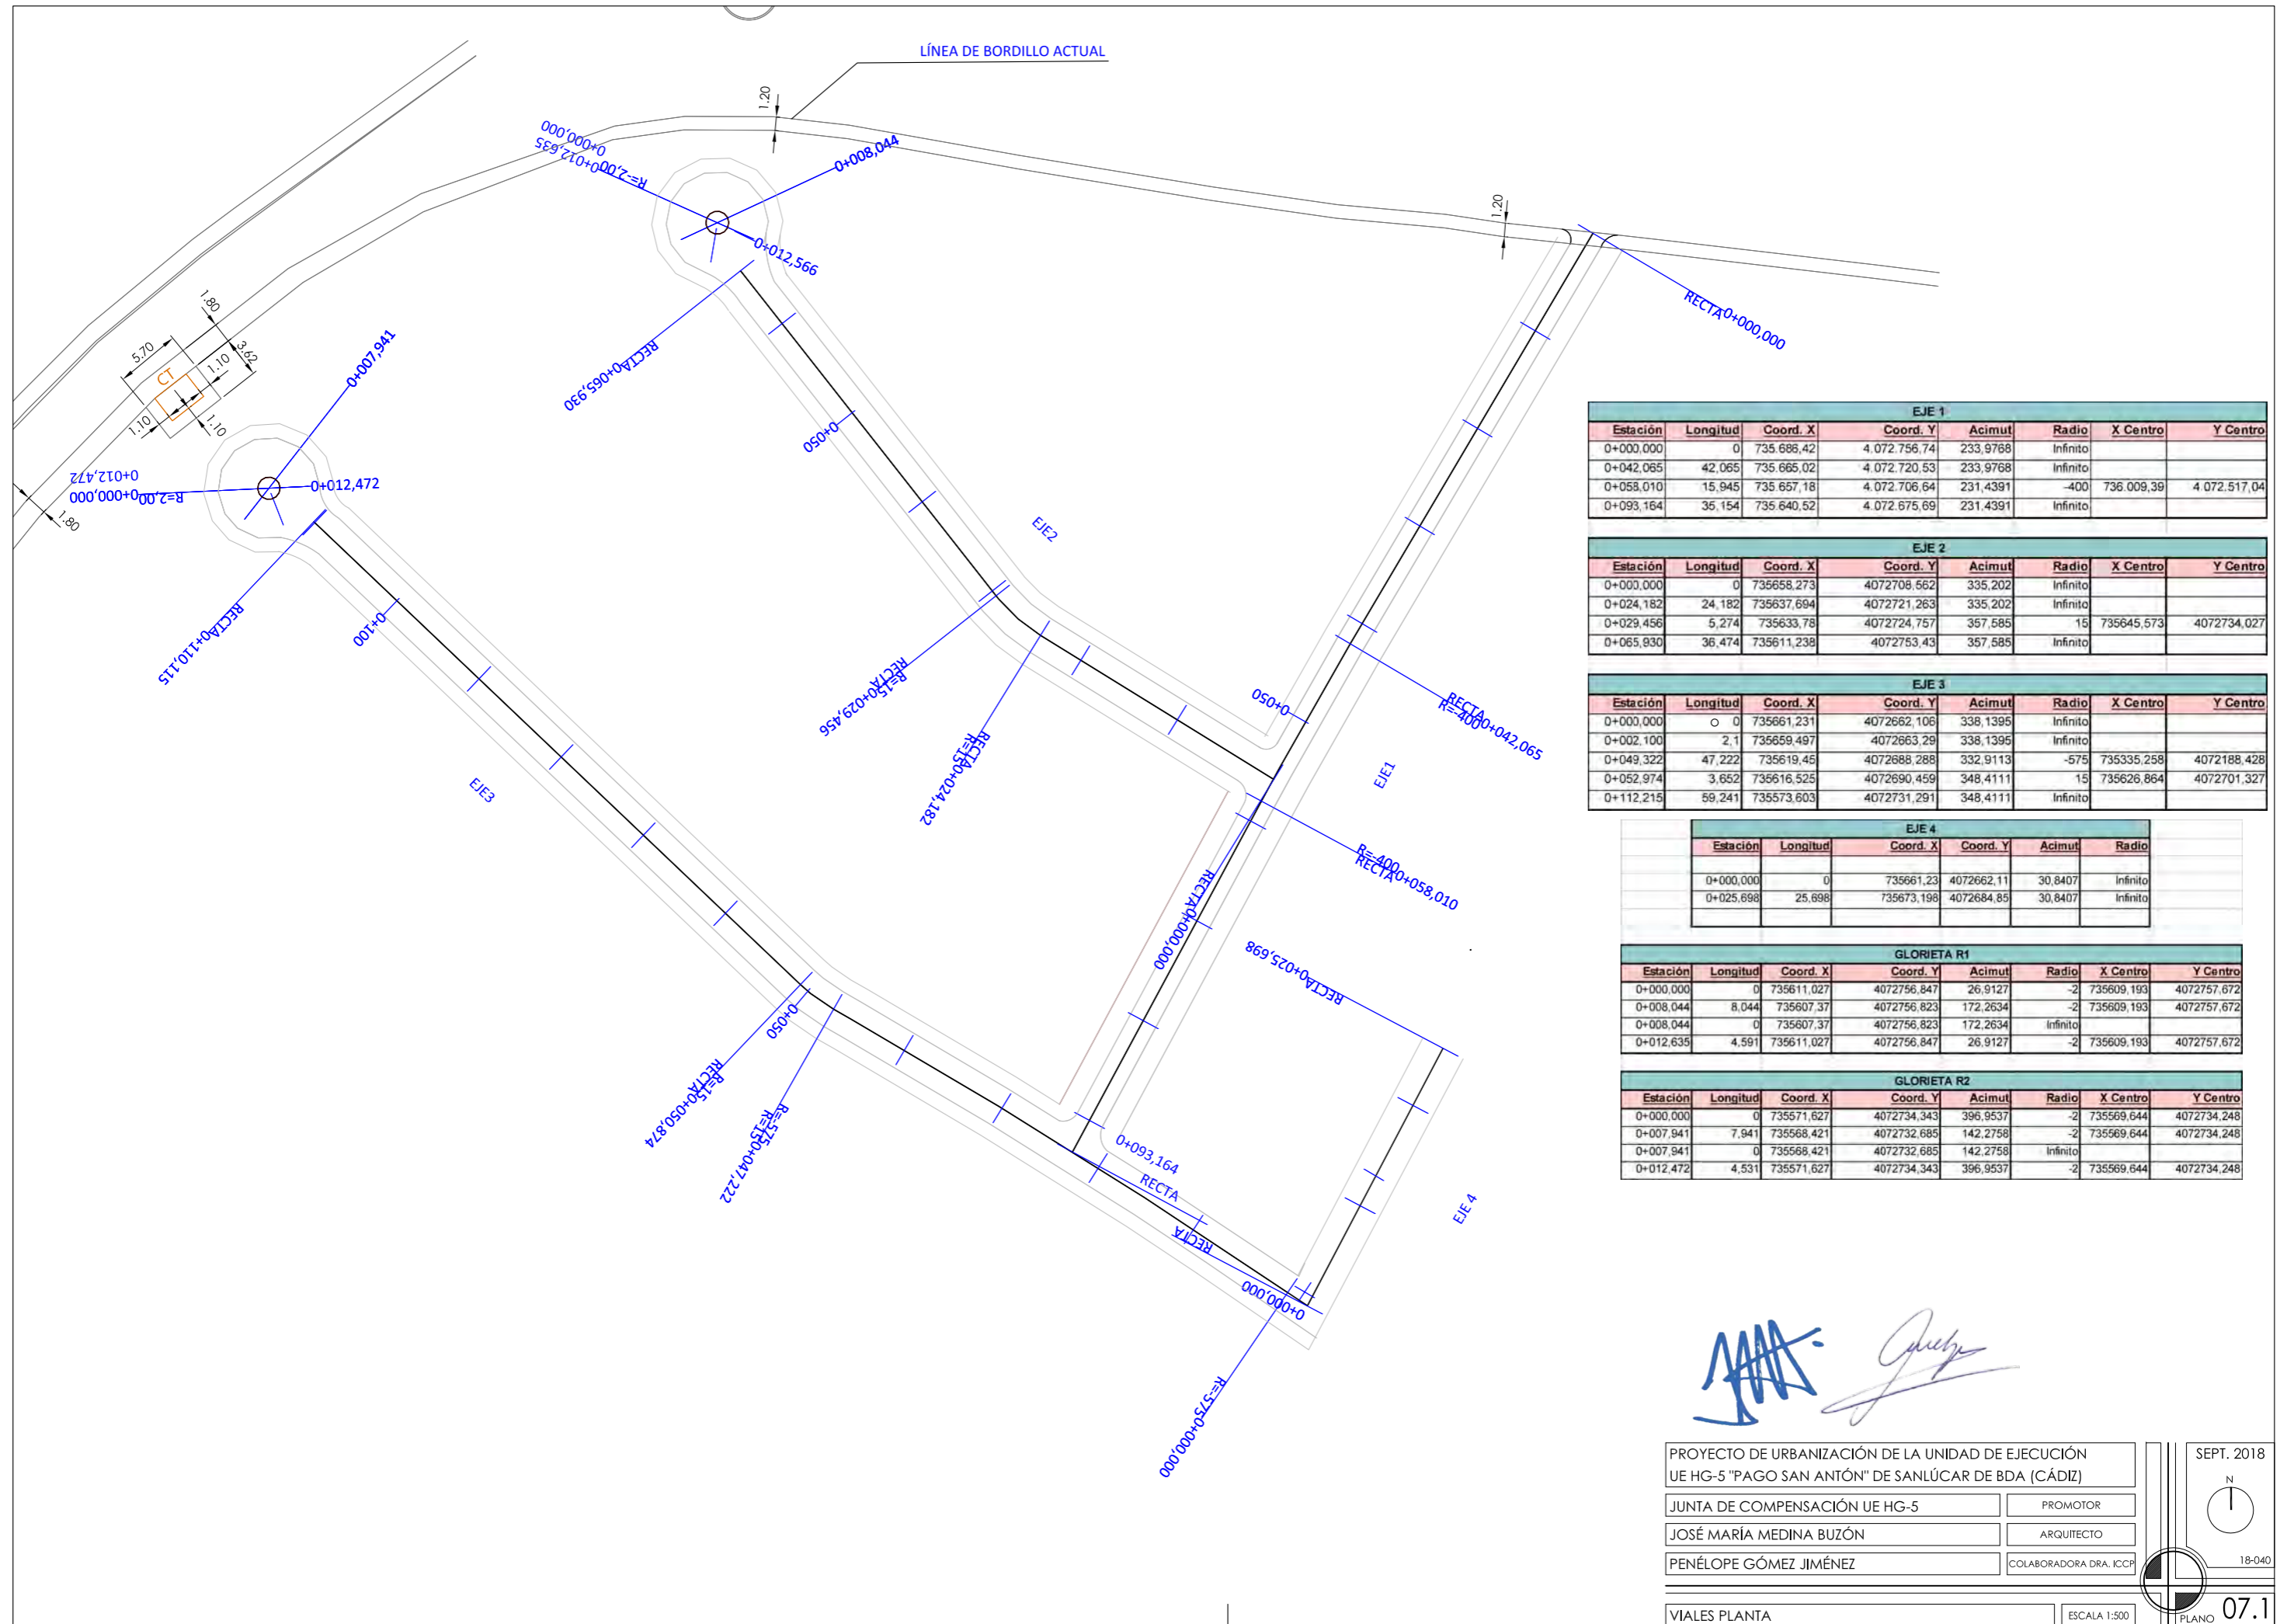 LÍNEA DE BORDILLO ACTUAL
1.20
0+000,000
0+012,635
R=-2,00
0+008,044
0+012,566
1.20
RECTA 0+000,000
1.80
5.70
3.62
CT
1.10
1.10
1.10
0+007,941
RECTA 0+065,930
0+050
0+012,472
0+000,000 R=2,00
0+012,472
1.80
EJE2
RECTA 0+110,115
0+100
RECTA
R=15 0+029,456
0+050
RECTA 0+042,065
R=-400
RECTA
R=15 0+024,182
EJE1
EJE3
R=-400 0+058,010
RECTA
RECTA 0+000,000
RECTA 0+025,698
0+050
R=15 0+050,874
RECTA
R=-575
R=15 0+047,222
0+093,164
RECTA
RECTA
EJE 4
0+000,000
R=-575 0+000,000
EJE 1
Estación Longitud Coord. X Coord. Y Acimut Radio X Centro Y Centro
0+000,000 0 735.686,42 4.072.756,74 233,9768 Infinito
0+042,065 42,065 735.665,02 4.072.720,53 233,9768 Infinito
0+058,010 15,945 735.657,18 4.072.706,64 231,4391 -400 736.009,39 4.072.517,04
0+093,164 35,154 735.640,52 4.072.675,69 231,4391 Infinito
EJE 2
Estación Longitud Coord. X Coord. Y Acimut Radio X Centro Y Centro
0+000,000 0 735658,273 4072708,562 335,202 Infinito
0+024,182 24,182 735637,694 4072721,263 335,202 Infinito
0+029,456 5,274 735633,78 4072724,757 357,585 15 735645,573 4072734,027
0+065,930 36,474 735611,238 4072753,43 357,585 Infinito
EJE 3
Estación Longitud Coord. X Coord. Y Acimut Radio X Centro Y Centro
0+000,000 0 735661,231 4072662,106 338,1395 Infinito
0+002,100 2,1 735659,497 4072663,29 338,1395 Infinito
0+049,322 47,222 735619,45 4072688,288 332,9113 -575 735335,258 4072188,428
0+052,974 3,652 735616,525 4072690,459 348,4111 15 735626,864 4072701,327
0+112,215 59,241 735573,603 4072731,291 348,4111 Infinito
EJE 4
Estación Longitud Coord. X Coord. Y Acimut Radio
0+000,000 0 735661,23 4072662,11 30,8407 Infinito
0+025,698 25,698 735673,198 4072684,85 30,8407 Infinito
GLORIETA R1
Estación Longitud Coord. X Coord. Y Acimut Radio X Centro Y Centro
0+000,000 0 735611,027 4072756,847 26,9127 -2 735609,193 4072757,672
0+008,044 8,044 735607,37 4072756,823 172,2634 -2 735609,193 4072757,672
0+008,044 0 735607,37 4072756,823 172,2634 Infinito
0+012,635 4,591 735611,027 4072756,847 26,9127 -2 735609,193 4072757,672
GLORIETA R2
Estación Longitud Coord. X Coord. Y Acimut Radio X Centro Y Centro
0+000,000 0 735571,627 4072734,343 396,9537 -2 735569,644 4072734,248
0+007,941 7,941 735568,421 4072732,685 142,2758 -2 735569,644 4072734,248
0+007,941 0 735568,421 4072732,685 142,2758 Infinito
0+012,472 4,531 735571,627 4072734,343 396,9537 -2 735569,644 4072734,248
PROYECTO DE URBANIZACIÓN DE LA UNIDAD DE EJECUCIÓN
UE HG-5 "PAGO SAN ANTÓN" DE SANLÚCAR DE BDA (CÁDIZ)
JUNTA DE COMPENSACIÓN UE HG-5 PROMOTOR
JOSÉ MARÍA MEDINA BUZÓN ARQUITECTO
PENÉLOPE GÓMEZ JIMÉNEZ COLABORADORA DRA. ICCP
VIALES PLANTA ESCALA 1:500
SEPT. 2018
N
18-040
PLANO 07.1